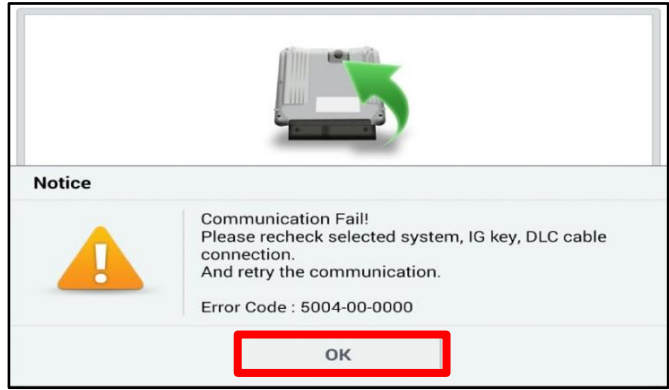 Notice
Communication Fail!
Please recheck selected system, IG key, DLC cable
connection.
And retry the communication.
Error Code : 5004-00-0000
OK